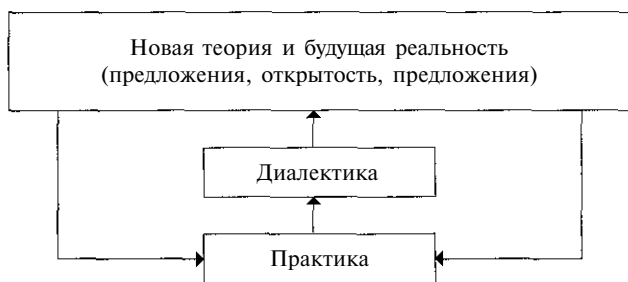 Новая теория и будущая реальность
(предложения, открытость, предложения)
Диалектика
Практика